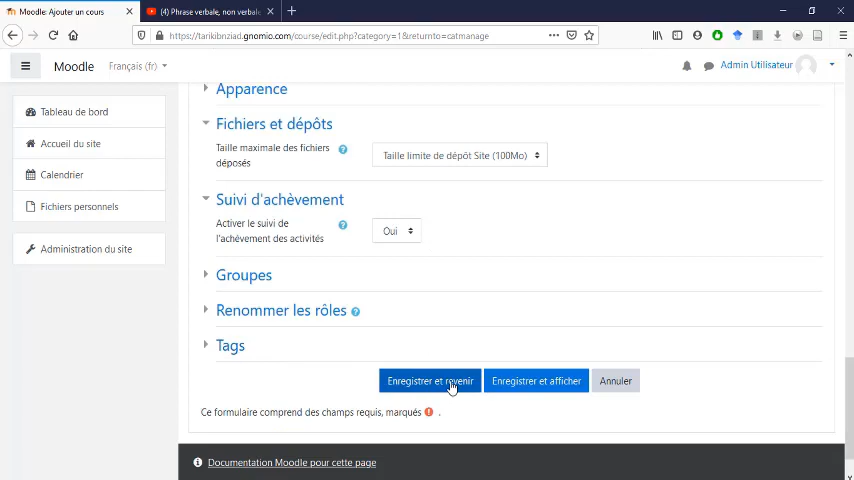 Moodle: Ajouter un cours
(4) Phrase verbale, non verbale
https://tarikibnziad.gnomio.com/course/edit.php?category=1&returnto=catmanage
Moodle
Français (fr)
Admin Utilisateur
Tableau de bord
Accueil du site
Calendrier
Fichiers personnels
Administration du site
Apparence
Fichiers et dépôts
Taille maximale des fichiers
déposés
Taille limite de dépôt Site (100Mo)
Suivi d'achèvement
Activer le suivi de
l'achèvement des activités
Oui
Groupes
Renommer les rôles
Tags
Enregistrer et revenir
Enregistrer et afficher
Annuler
Ce formulaire comprend des champs requis, marqués .
Documentation Moodle pour cette page